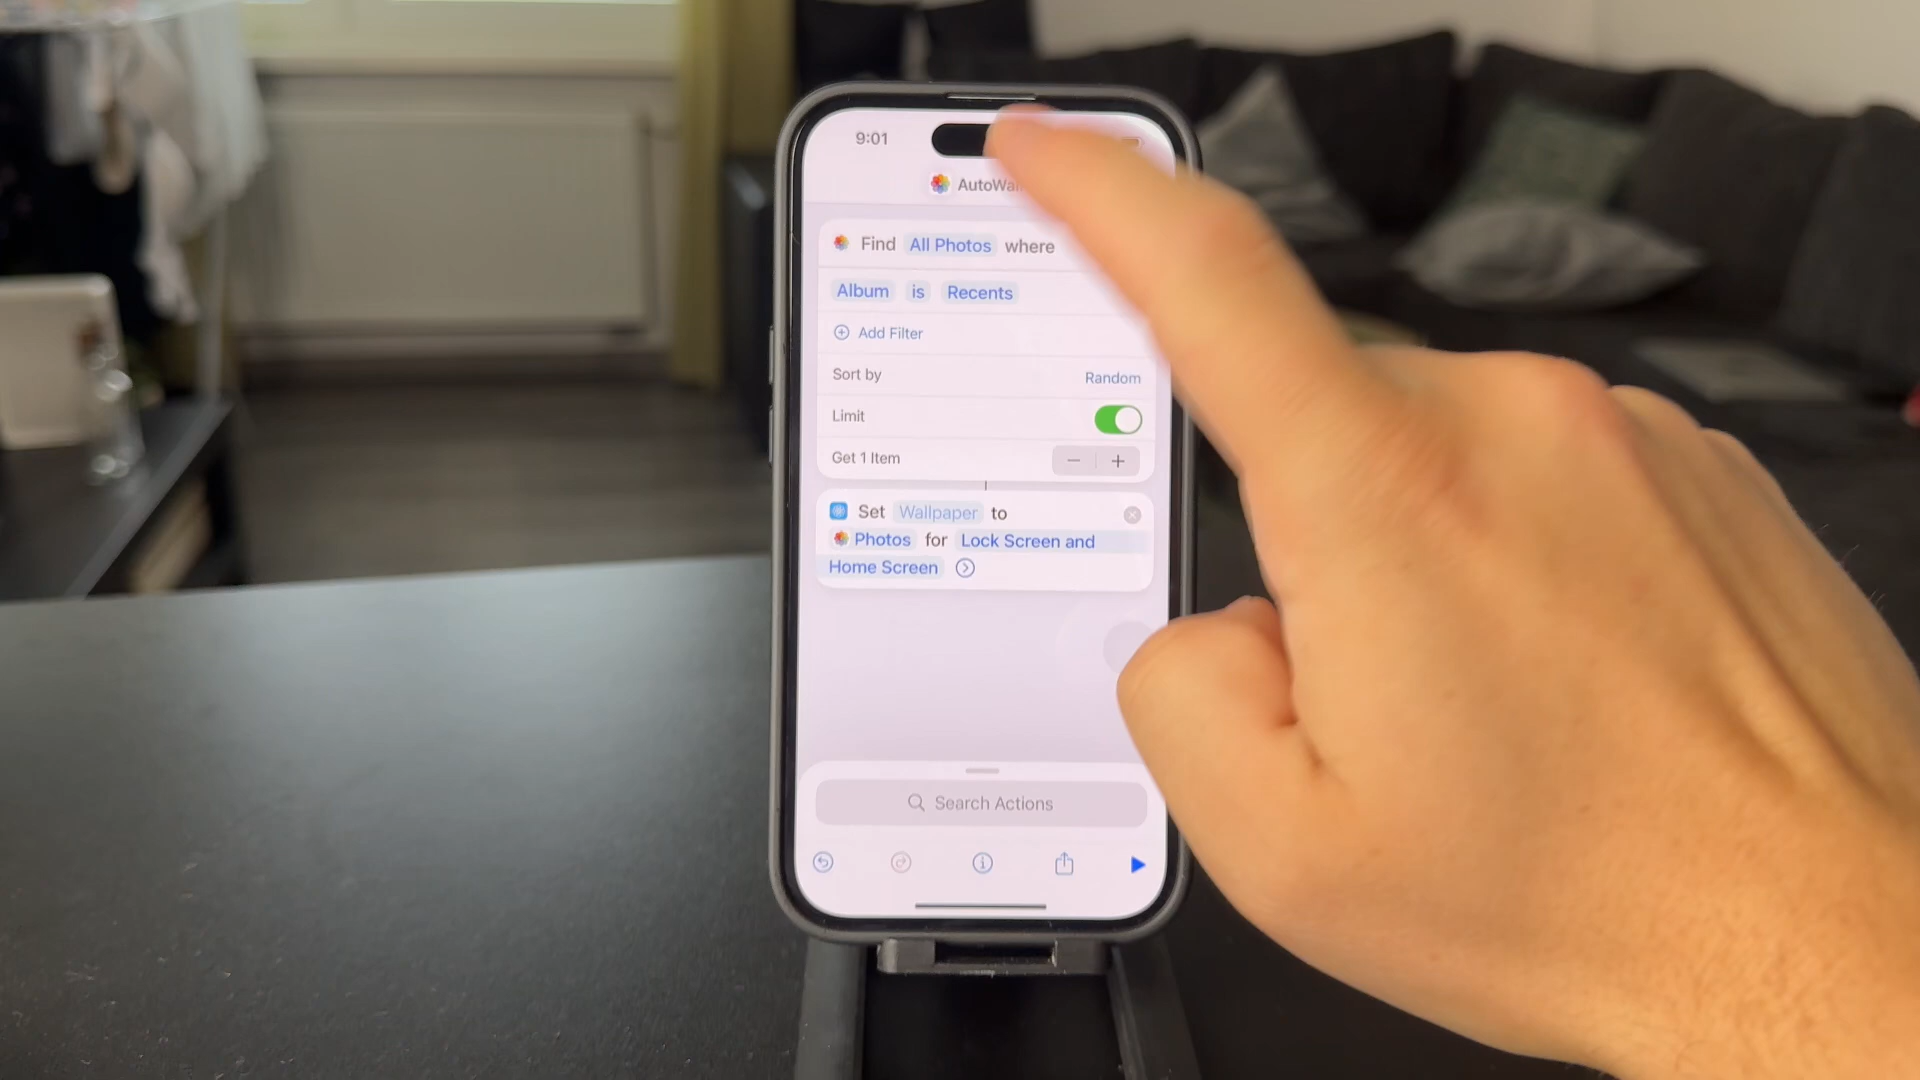 9:01
Find All Photos where
Album is Recents
Add Filter
Sort by Random
Limit
Get 1 Item
Set Wallpaper to
Photos for Lock Screen and
Home Screen
Search Actions